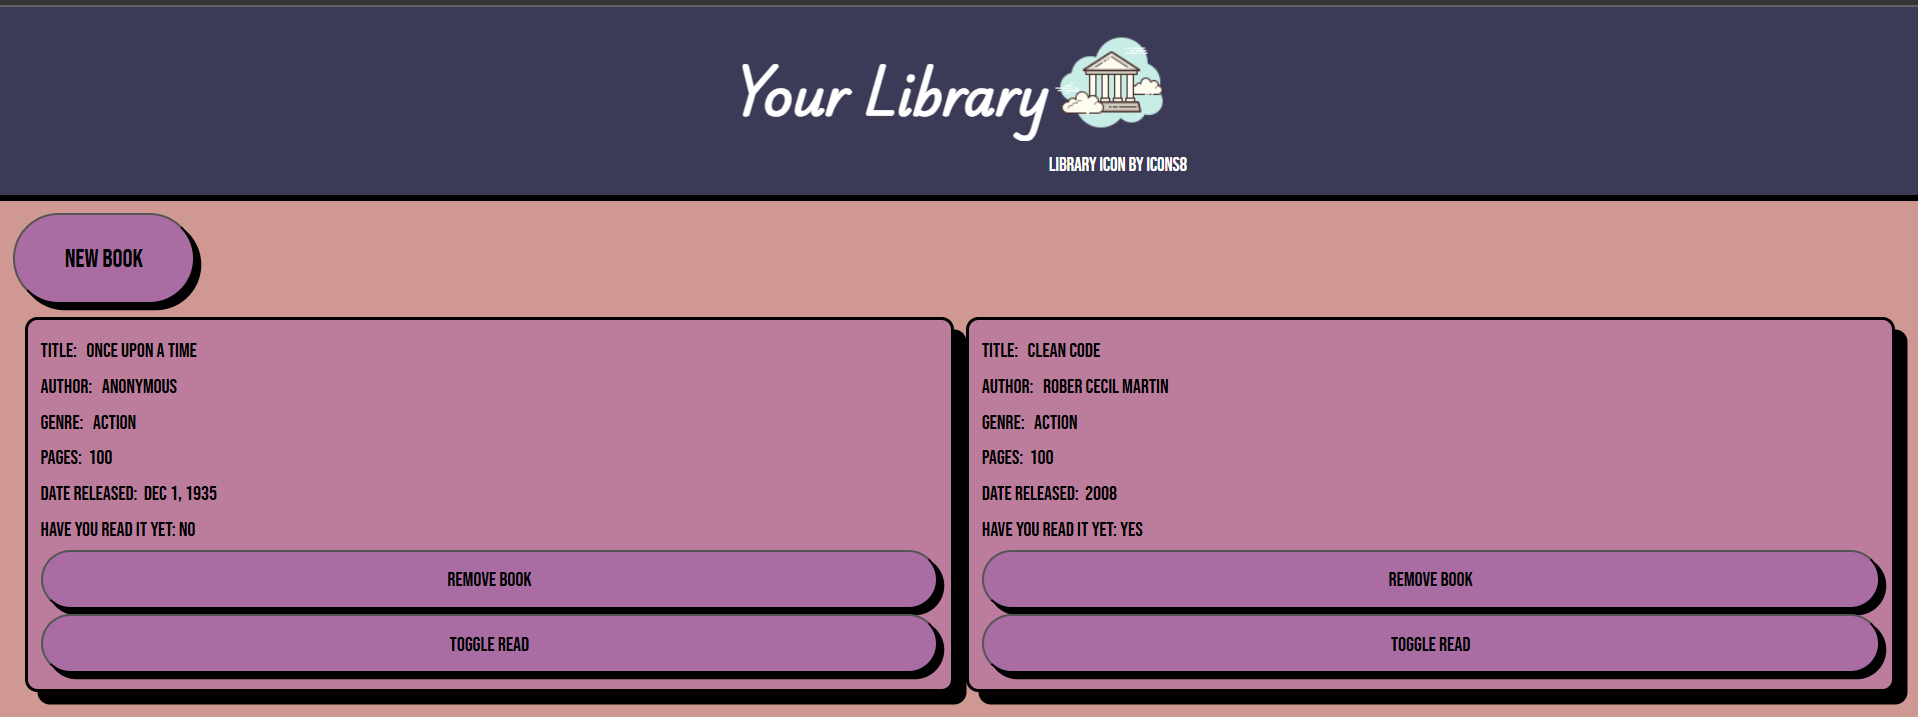 Your Library
LIBRARY ICON BY ICONS8
NEW BOOK
TITLE: ONCE UPON A TIME
AUTHOR: ANONYMOUS
GENRE: ACTION
PAGES: 100
DATE RELEASED: DEC 1, 1935
HAVE YOU READ IT YET: NO
REMOVE BOOK
TOGGLE READ
TITLE: CLEAN CODE
AUTHOR: ROBER CECIL MARTIN
GENRE: ACTION
PAGES: 100
DATE RELEASED: 2008
HAVE YOU READ IT YET: YES
REMOVE BOOK
TOGGLE READ